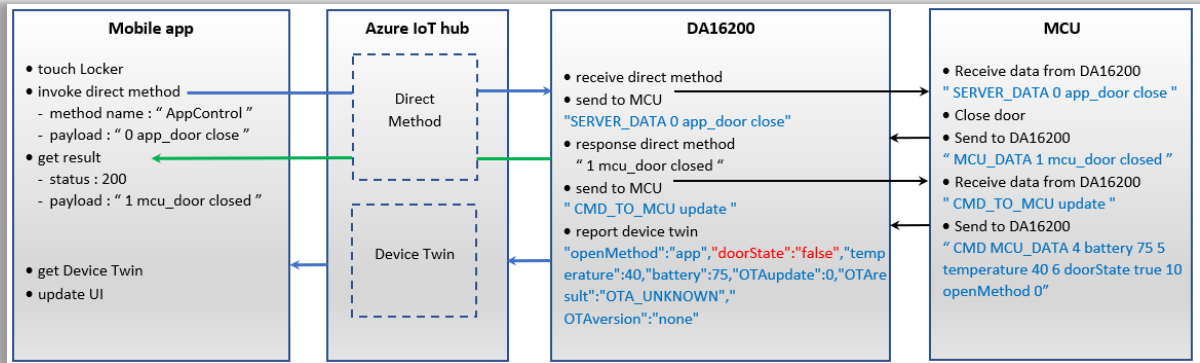 Mobile app
• touch Locker
• invoke direct method
- method name : “ AppControl ”
- payload : “ 0 app_door close ”
• get result
- status : 200
- payload : “ 1 mcu_door closed ”
• get Device Twin
• update UI
Azure IoT hub
Direct
Method
Device Twin
DA16200
• receive direct method
• send to MCU
"SERVER_DATA 0 app_door close"
• response direct method
“ 1 mcu_door closed “
• send to MCU
" CMD_TO_MCU update "
• report device twin
"openMethod":"app","doorState":"false","temp
erature":40,"battery":75,"OTAupdate":0,"OTAre
sult":"OTA_UNKNOWN","
OTAversion":"none"
MCU
• Receive data from DA16200
" SERVER_DATA 0 app_door close "
• Close door
• Send to DA16200
“ MCU_DATA 1 mcu_door closed ”
• Receive data from DA16200
" CMD_TO_MCU update "
• Send to DA16200
“ CMD MCU_DATA 4 battery 75 5
temperature 40 6 doorState true 10
openMethod 0”